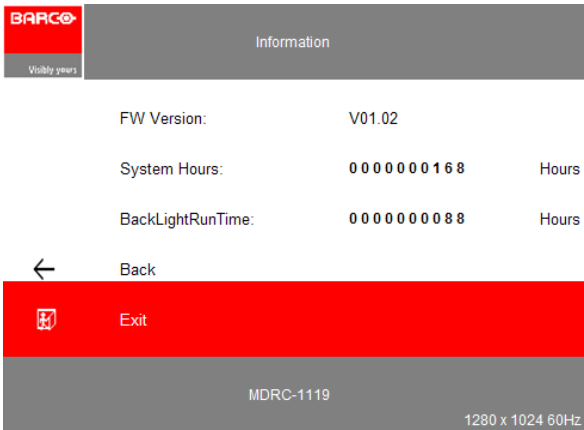 BARCO
Visibly yours
Information
FW Version: V01.02
System Hours: 0000000168 Hours
BackLightRunTime: 0000000088 Hours
Back
Exit
MDRC-1119
1280 x 1024 60Hz